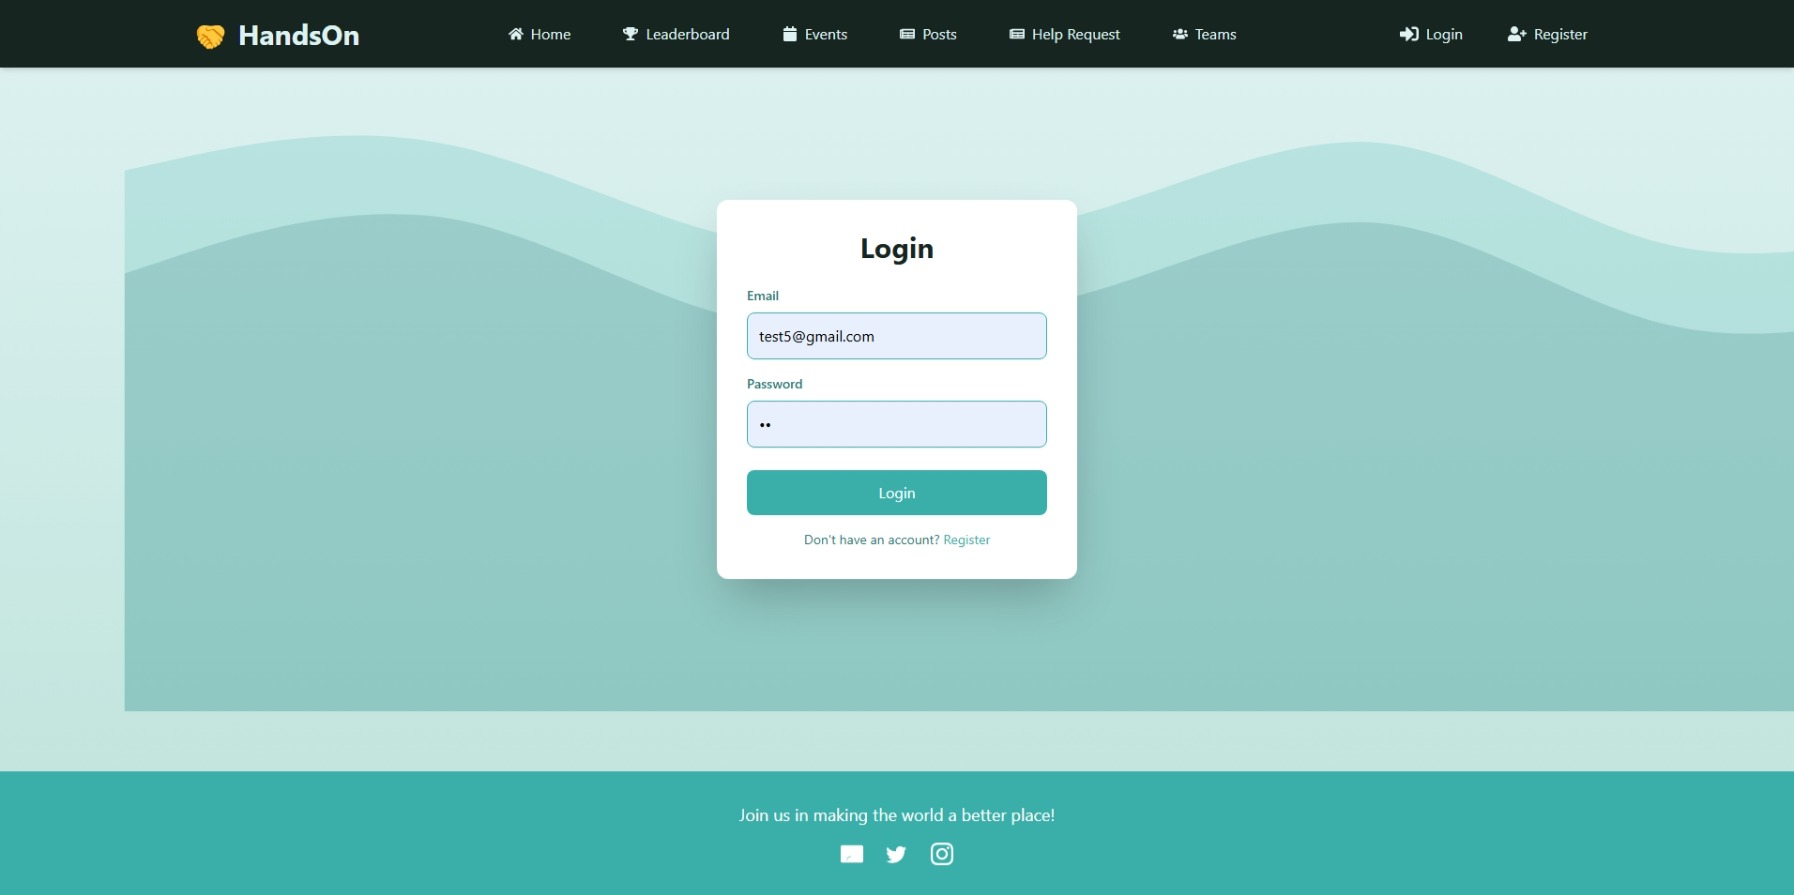 HandsOn Home Leaderboard Events Posts Help Request Teams Login Register
Login
Email
test5@gmail.com
Password
••
Login
Don't have an account? Register
Join us in making the world a better place!